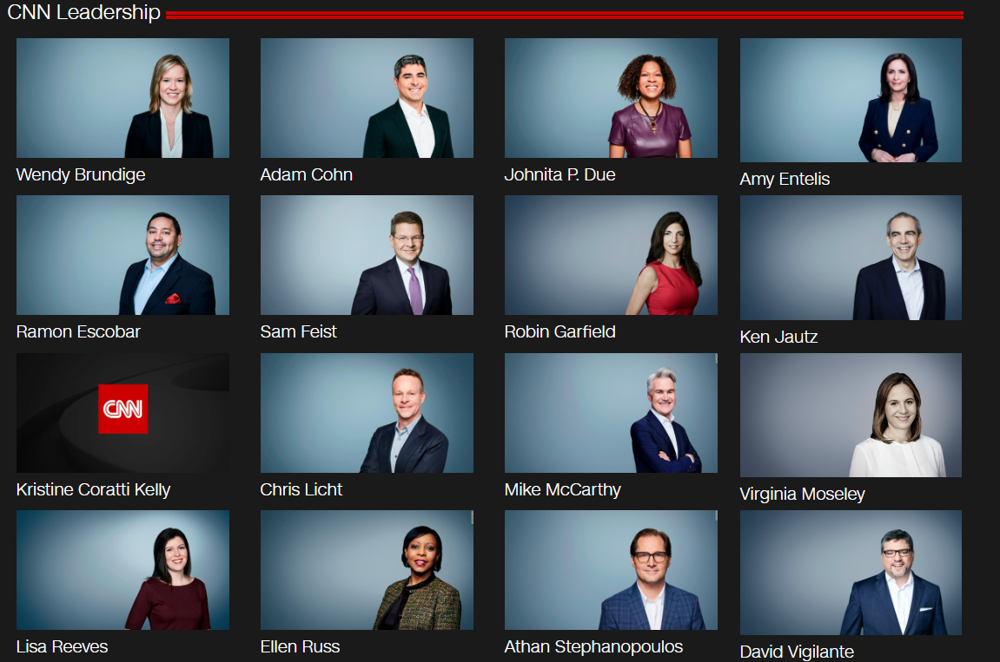 CNN Leadership
Wendy Brundige
Adam Cohn
Johnita P. Due
Amy Entelis
Ramon Escobar
Sam Feist
Robin Garfield
Ken Jautz
CNN
Kristine Coratti Kelly
Chris Licht
Mike McCarthy
Virginia Moseley
Lisa Reeves
Ellen Russ
Athan Stephanopoulos
David Vigilante